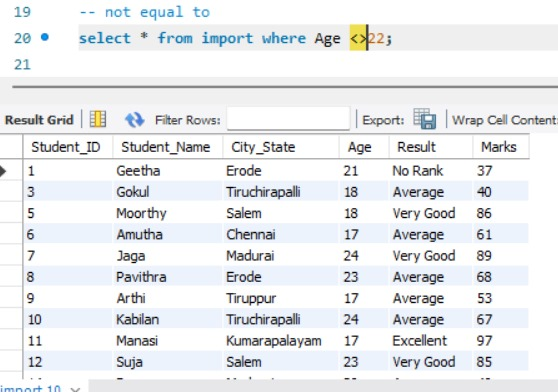 19 -- not equal to
20 select * from import where Age <>22;
21
Result Grid Filter Rows: Export: Wrap Cell Content:
Student_ID Student_Name City_State Age Result Marks
1 Geetha Erode 21 No Rank 37
3 Gokul Tiruchirapalli 18 Average 40
5 Moorthy Salem 18 Very Good 86
6 Amutha Chennai 17 Average 61
7 Jaga Madurai 24 Very Good 89
8 Pavithra Erode 23 Average 68
9 Arthi Tiruppur 17 Average 53
10 Kabilan Tiruchirapalli 24 Average 67
11 Manasi Kumarapalayam 17 Excellent 97
12 Suja Salem 23 Very Good 85
import 10